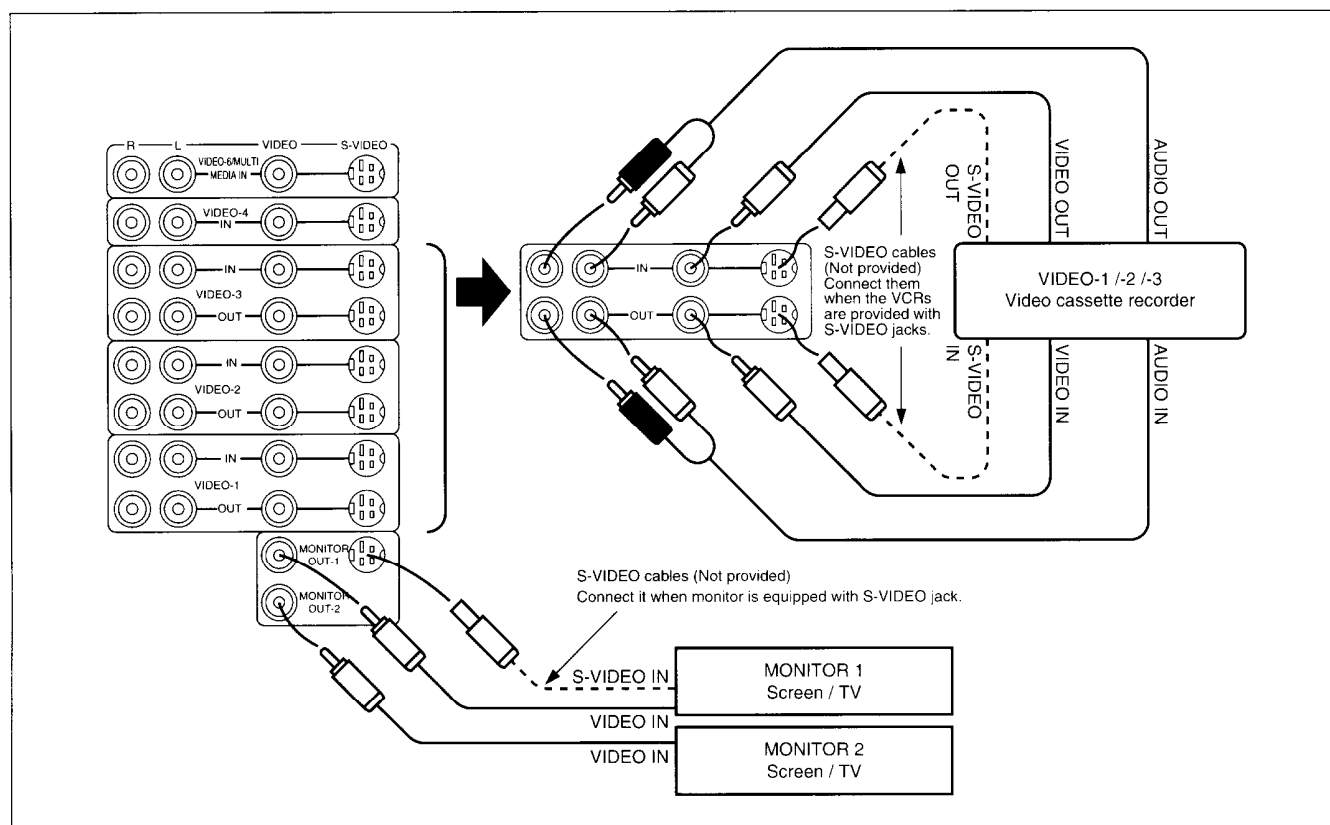 R L VIDEO S-VIDEO
VIDEO-6/MULTI
MEDIA IN
VIDEO-4
IN
IN
VIDEO-3
OUT
IN
VIDEO-2
OUT
IN
VIDEO-1
OUT
MONITOR
OUT-1
MONITOR
OUT-2
IN
OUT
S-VIDEO
OUT
VIDEO OUT
AUDIO OUT
S-VIDEO cables
(Not provided)
Connect them
when the VCRs
are provided with
S-VIDEO jacks.
VIDEO-1 /-2 /-3
Video cassette recorder
S-VIDEO
IN
VIDEO IN
AUDIO IN
S-VIDEO cables (Not provided)
Connect it when monitor is equipped with S-VIDEO jack.
S-VIDEO IN
VIDEO IN
VIDEO IN
MONITOR 1
Screen / TV
MONITOR 2
Screen / TV